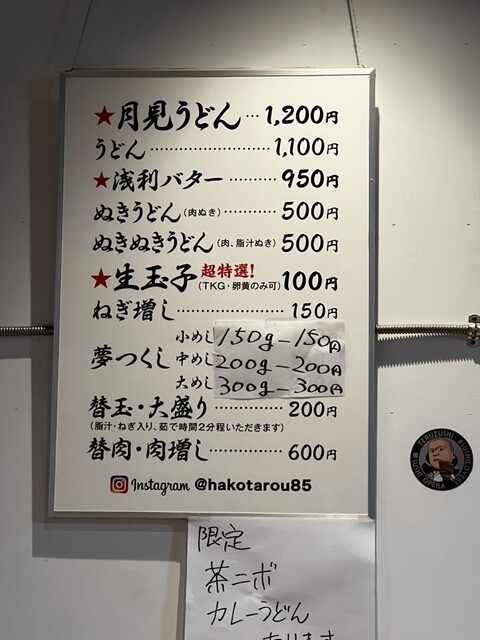 ★月見うどん…1,200円
うどん…………………1,100円
★浅利バター………950円
ぬきうどん(肉ぬき)………500円
ぬきぬきうどん(肉、脂汁ぬき)500円
★生玉子 超特選!(TKG・卵黄のみ可)100円
ねぎ増し…………………150円
夢つくし
小めし 150g-150円
中めし 200g-200円
大めし 300g-300円
替玉・大盛り…………200円
(脂汁・ねぎ入り、茹で時間2分程いただきます)
替肉・肉増し…………600円
Instagram @hakotarou85
TERUZUSHI
SUSHI OPERA
限定
茶ニボ
カレーうどん
あります